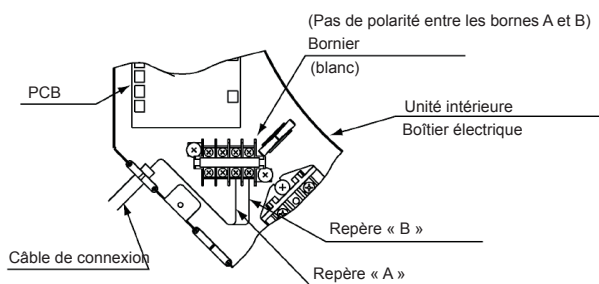 (Pas de polarité entre les bornes A et B)
Bornier
(blanc)
PCB
Unité intérieure
Boîtier électrique
Repère « B »
Câble de connexion
Repère « A »